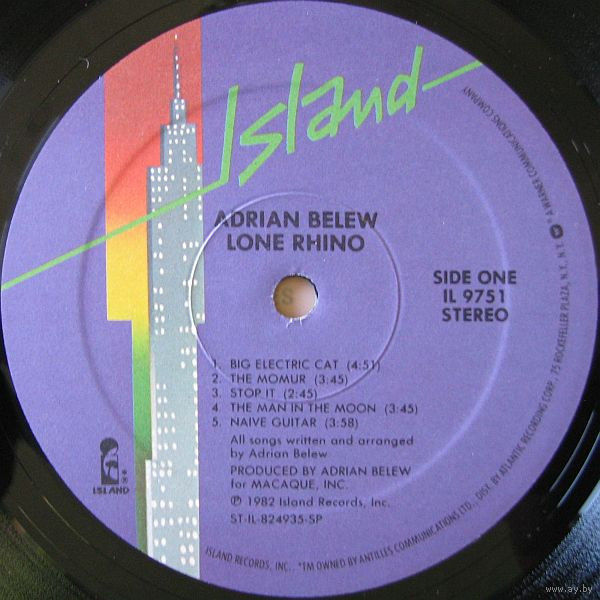 Island
ADRIAN BELEW
LONE RHINO
SIDE ONE
IL 9751
STEREO
1. BIG ELECTRIC CAT (4:51)
2. THE MOMUR (3:45)
3. STOP IT (2:45)
4. THE MAN IN THE MOON (3:45)
5. NAIVE GUITAR (3:58)
All songs written and arranged
by Adrian Belew
PRODUCED BY ADRIAN BELEW
for MACAQUE, INC.
℗ 1982 Island Records, Inc.
ST-IL-824935-SP
ISLAND
ISLAND RECORDS, INC., *TM OWNED BY ANTILLES COMMUNICATIONS LTD., DIST. BY ATLANTIC RECORDING CORP. 75 ROCKEFELLER PLAZA, N.Y., N.Y. A WARNER COMMUNICATIONS COMPANY
www.ay.by